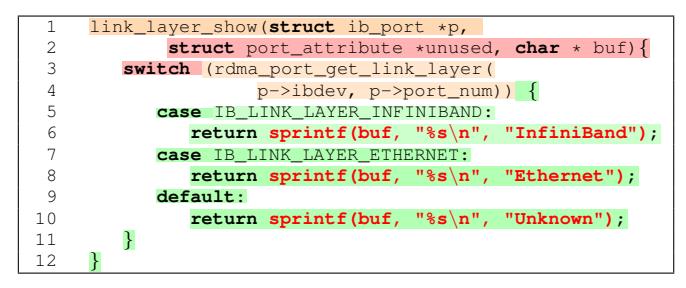 1 link_layer_show(struct ib_port *p,
2 struct port_attribute *unused, char * buf){
3 switch (rdma_port_get_link_layer(
4 p->ibdev, p->port_num)) {
5 case IB_LINK_LAYER_INFINIBAND:
6 return sprintf(buf, "%s\n", "InfiniBand");
7 case IB_LINK_LAYER_ETHERNET:
8 return sprintf(buf, "%s\n", "Ethernet");
9 default:
10 return sprintf(buf, "%s\n", "Unknown");
11 }
12 }